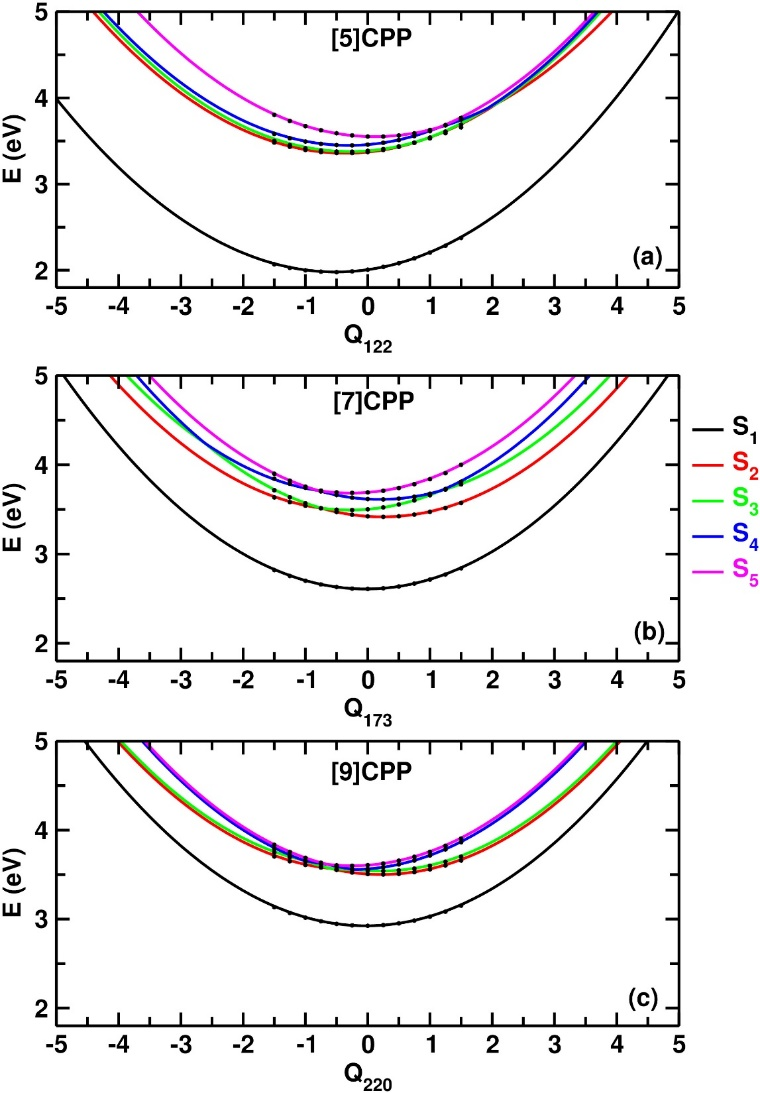 [5]CPP
5
4
3
2
E (eV)
(a)
-5 -4 -3 -2 -1 0 1 2 3 4 5
Q122
[7]CPP
5
4
3
2
E (eV)
(b)
-5 -4 -3 -2 -1 0 1 2 3 4 5
Q173
S1
S2
S3
S4
S5
[9]CPP
5
4
3
2
E (eV)
(c)
-5 -4 -3 -2 -1 0 1 2 3 4 5
Q220